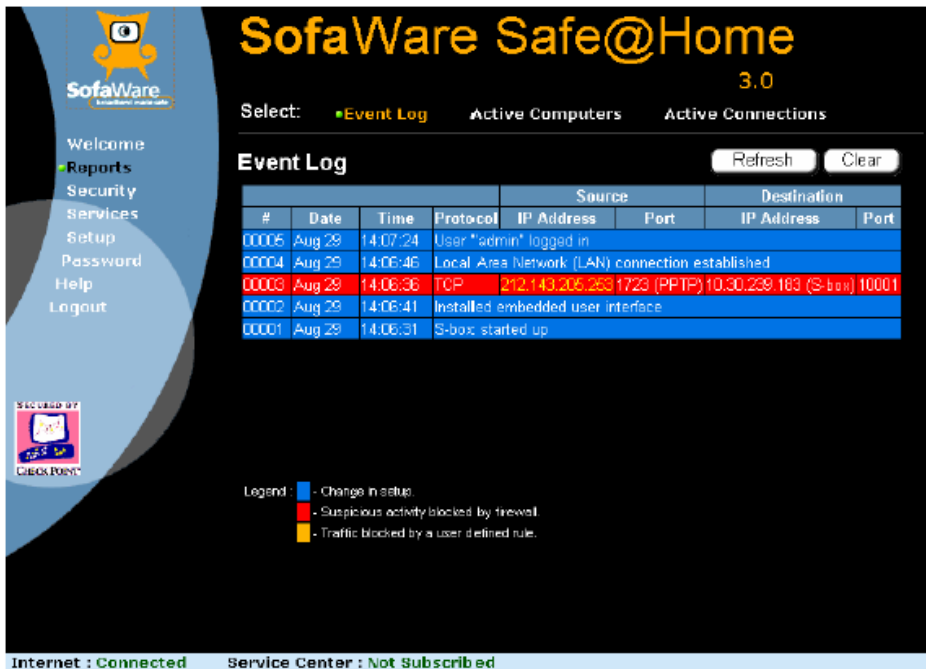 SofaWare Safe@Home
3.0
SofaWare
Select: Event Log Active Computers Active Connections
Welcome
Reports
Security
Services
Setup
Password
Help
Logout
Event Log Refresh Clear
Source Destination
# Date Time Protocol IP Address Port IP Address Port
00005 Aug 29 14:07:24 User "admin" logged in
00004 Aug 29 14:06:46 Local Area Network (LAN) connection established
00003 Aug 29 14:06:36 TCP 212.143.205.253 1723 (PPTP) 10.30.239.183 (S-box) 10001
00002 Aug 29 14:06:41 Installed embedded user interface
00001 Aug 29 14:06:31 S-box started up
SECURED BY
CHECK POINT
Legend : - Change in setup.
- Suspicious activity blocked by firewall.
- Traffic blocked by a user defined rule.
Internet : Connected Service Center : Not Subscribed